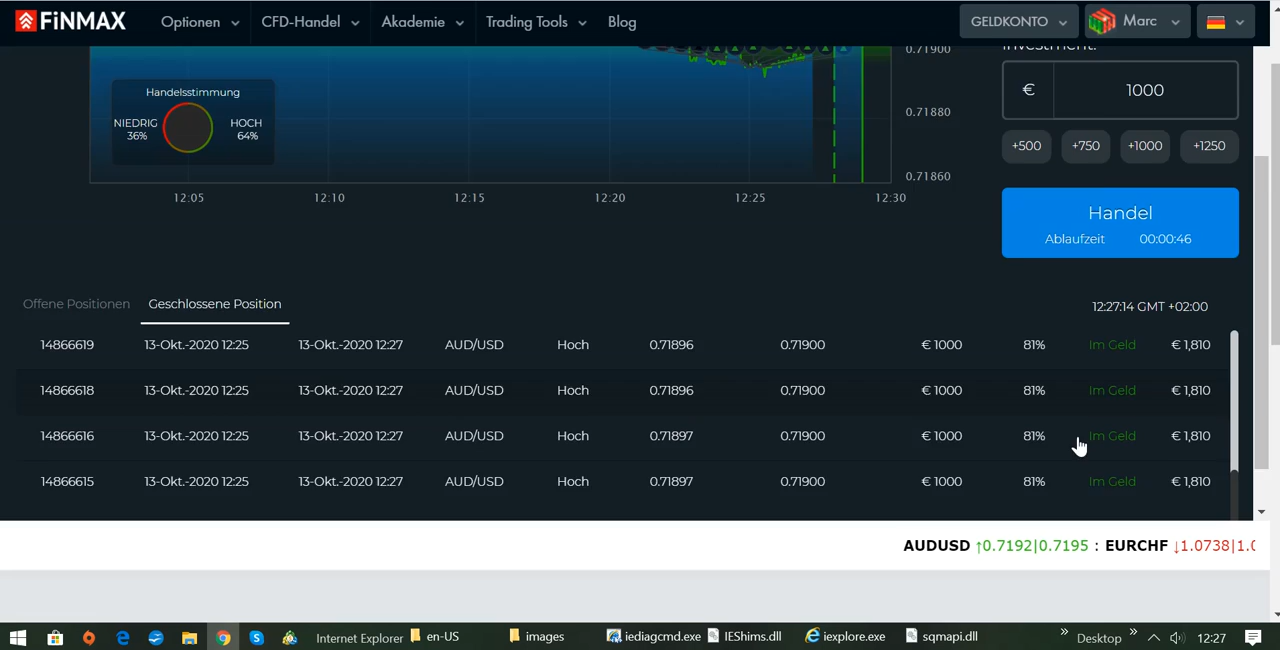 FiNMAX Optionen CFD-Handel Akademie Trading Tools Blog GELDKONTO Marc
0.71900
Investment:
Handelsstimmung
NIEDRIG 36%
HOCH 64%
€ 1000
0.71880
+500 +750 +1000 +1250
0.71860
12:05 12:10 12:15 12:20 12:25 12:30
Handel
Ablaufzeit 00:00:46
Offene Positionen Geschlossene Position 12:27:14 GMT +02:00
14866619 13-Okt.-2020 12:25 13-Okt.-2020 12:27 AUD/USD Hoch 0.71896 0.71900 € 1000 81% Im Geld € 1,810
14866618 13-Okt.-2020 12:25 13-Okt.-2020 12:27 AUD/USD Hoch 0.71896 0.71900 € 1000 81% Im Geld € 1,810
14866616 13-Okt.-2020 12:25 13-Okt.-2020 12:27 AUD/USD Hoch 0.71897 0.71900 € 1000 81% Im Geld € 1,810
14866615 13-Okt.-2020 12:25 13-Okt.-2020 12:27 AUD/USD Hoch 0.71897 0.71900 € 1000 81% Im Geld € 1,810
AUDUSD ↑0.7192|0.7195 : EURCHF ↓1.0738|1.0
Internet Explorer en-US images iediagcmd.exe IEShims.dll iexplore.exe sqmapi.dll » Desktop » 12:27